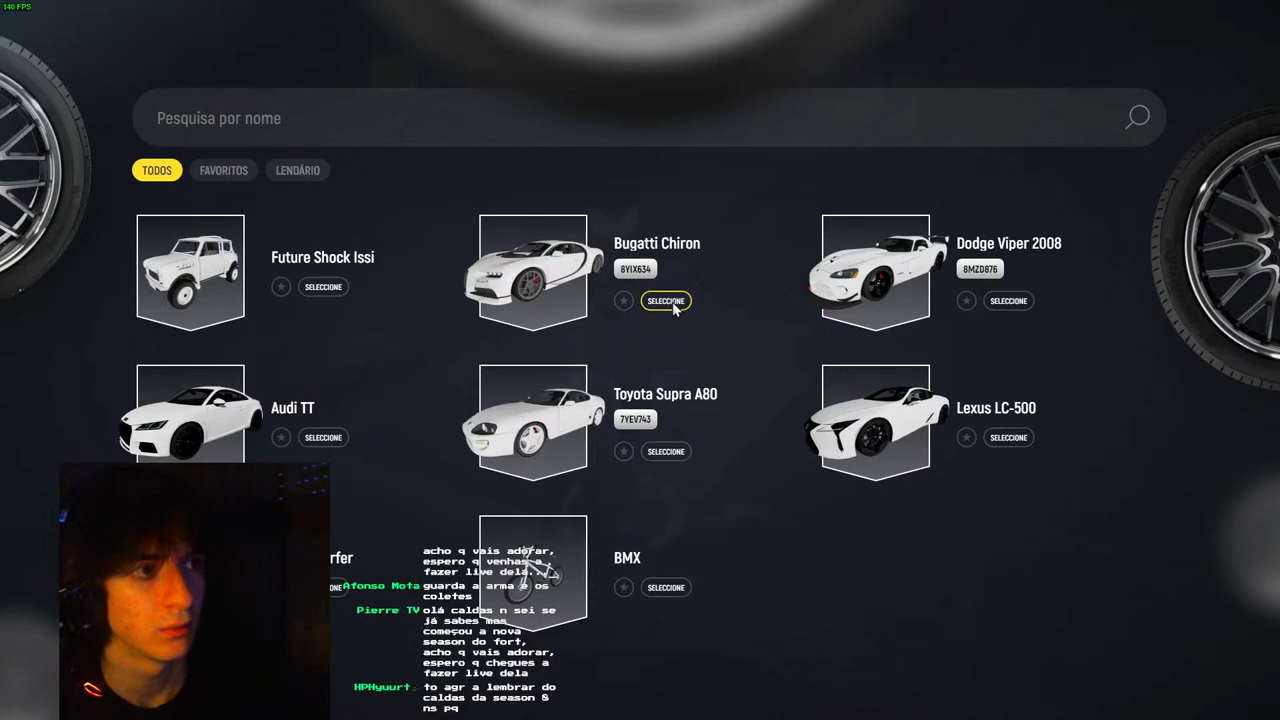 140 FPS
Pesquisa por nome
TODOS
FAVORITOS
LENDÁRIO
Future Shock Issi
SELECCIONE
Bugatti Chiron
8YIX634
SELECCIONE
Dodge Viper 2008
8MZD876
SELECCIONE
Audi TT
SELECCIONE
Toyota Supra A80
7YEV743
SELECCIONE
Lexus LC-500
SELECCIONE
rfer
BMX
SELECCIONE
acho q vais adorar,
espero q venhas a
fazer live dela..
Afonso Mota guarda a arma e os
coletes
Pierre TV olá caldas n sei se
já sabes mas
começou a nova
season do fort,
acho q vais adorar,
espero q chegues a
fazer live dela
HPHyuurt. to agr a lembrar do
caldas da season 8
ns pq